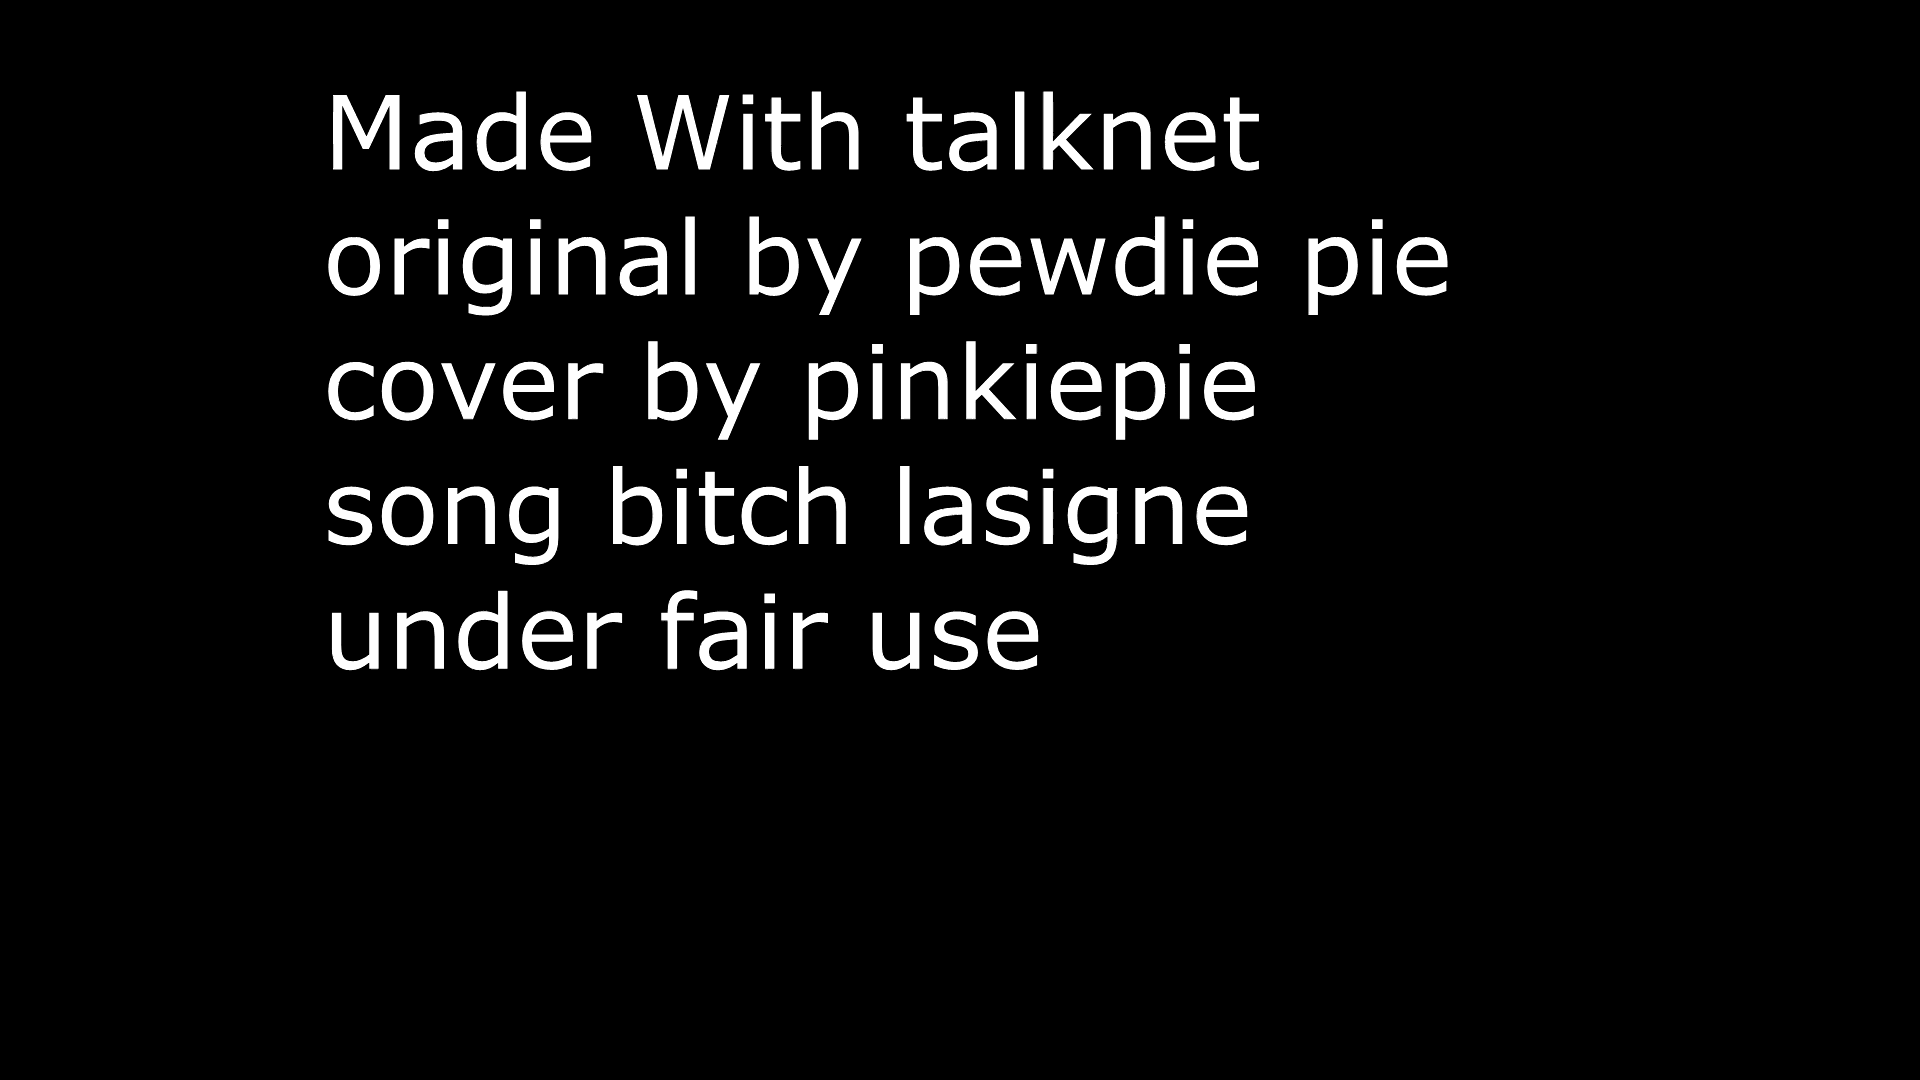 Made With talknet
original by pewdie pie
cover by pinkiepie
song bitch lasigne
under fair use